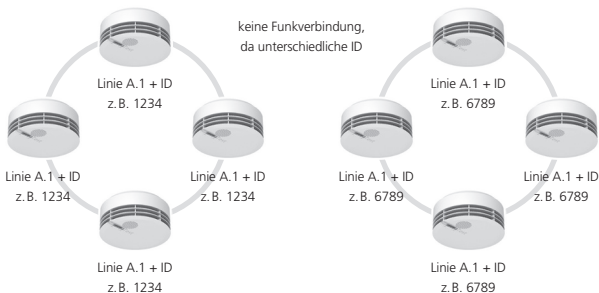 keine Funkverbindung,
da unterschiedliche ID
Linie A.1 + ID
z. B. 1234
Linie A.1 + ID
z. B. 6789
Linie A.1 + ID
z. B. 1234
Linie A.1 + ID
z. B. 1234
Linie A.1 + ID
z. B. 6789
Linie A.1 + ID
z. B. 6789
Linie A.1 + ID
z. B. 1234
Linie A.1 + ID
z. B. 6789